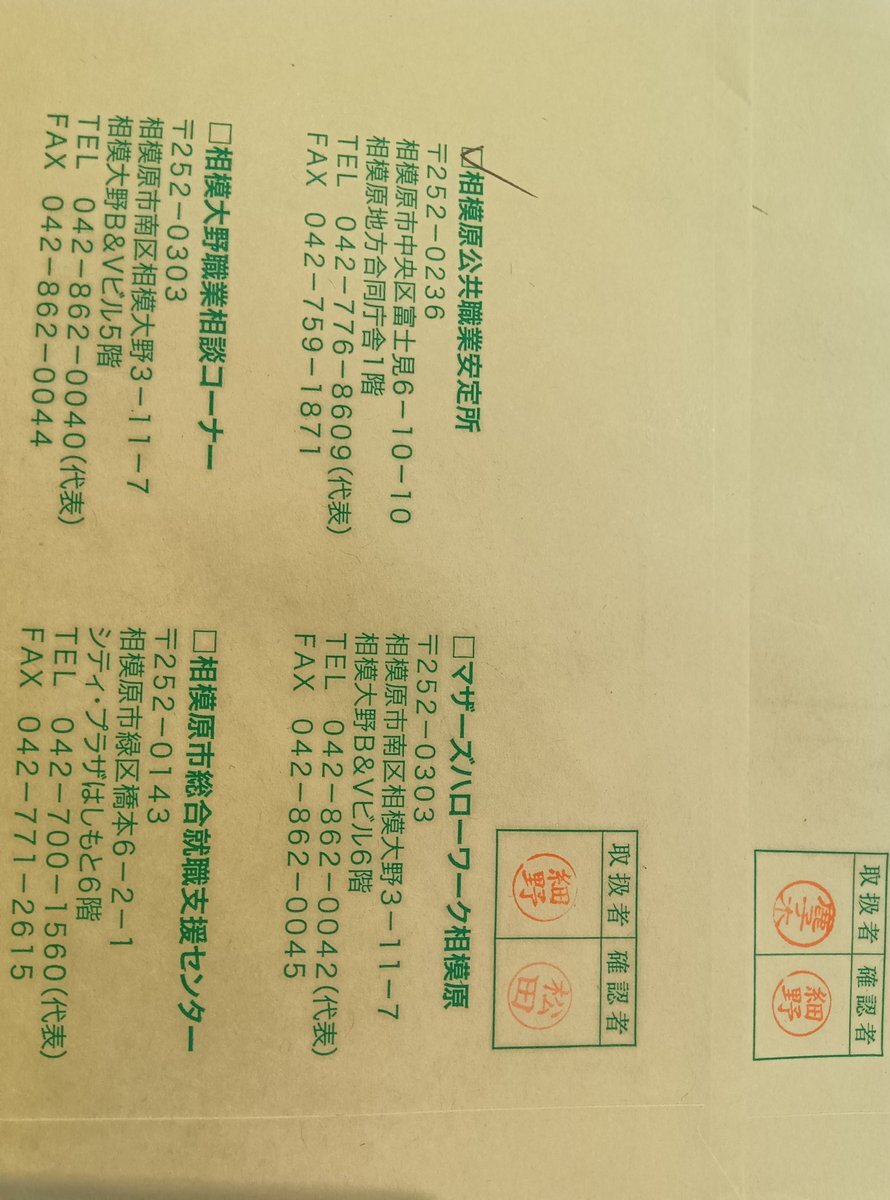 取扱者 確認者
細野
取扱者 確認者
細野 松田
☑相模原公共職業安定所
〒２５２－０２３６
相模原市中央区富士見６－１０－１０
相模原地方合同庁舎１階
ＴＥＬ ０４２－７７６－８６０９(代表)
ＦＡＸ ０４２－７５９－１８７１
□マザーズハローワーク相模原
〒２５２－０３０３
相模原市南区相模大野３－１１－７
相模大野Ｂ＆Ｖビル６階
ＴＥＬ ０４２－８６２－００４２(代表)
ＦＡＸ ０４２－８６２－００４５
□相模大野職業相談コーナー
〒２５２－０３０３
相模原市南区相模大野３－１１－７
相模大野Ｂ＆Ｖビル５階
ＴＥＬ ０４２－８６２－００４０(代表)
ＦＡＸ ０４２－８６２－００４４
□相模原市総合就職支援センター
〒２５２－０１４３
相模原市緑区橋本６－２－１
シティ・プラザはしもと６階
ＴＥＬ ０４２－７００－１５６０(代表)
ＦＡＸ ０４２－７７１－２６１５